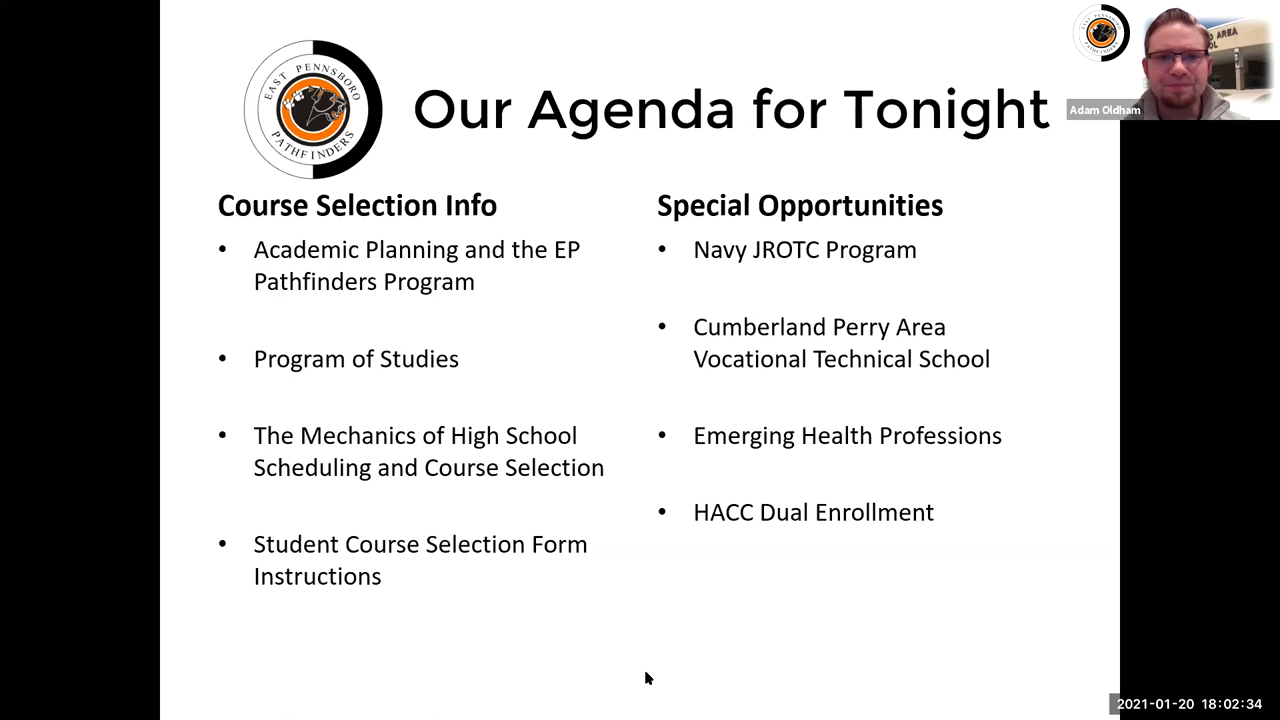 EAST PENNSBORO
PATHFINDERS
Our Agenda for Tonight
Adam Oldham
Course Selection Info
• Academic Planning and the EP
Pathfinders Program
• Program of Studies
• The Mechanics of High School
Scheduling and Course Selection
• Student Course Selection Form
Instructions
Special Opportunities
• Navy JROTC Program
• Cumberland Perry Area
Vocational Technical School
• Emerging Health Professions
• HACC Dual Enrollment
2021-01-20 18:02:34